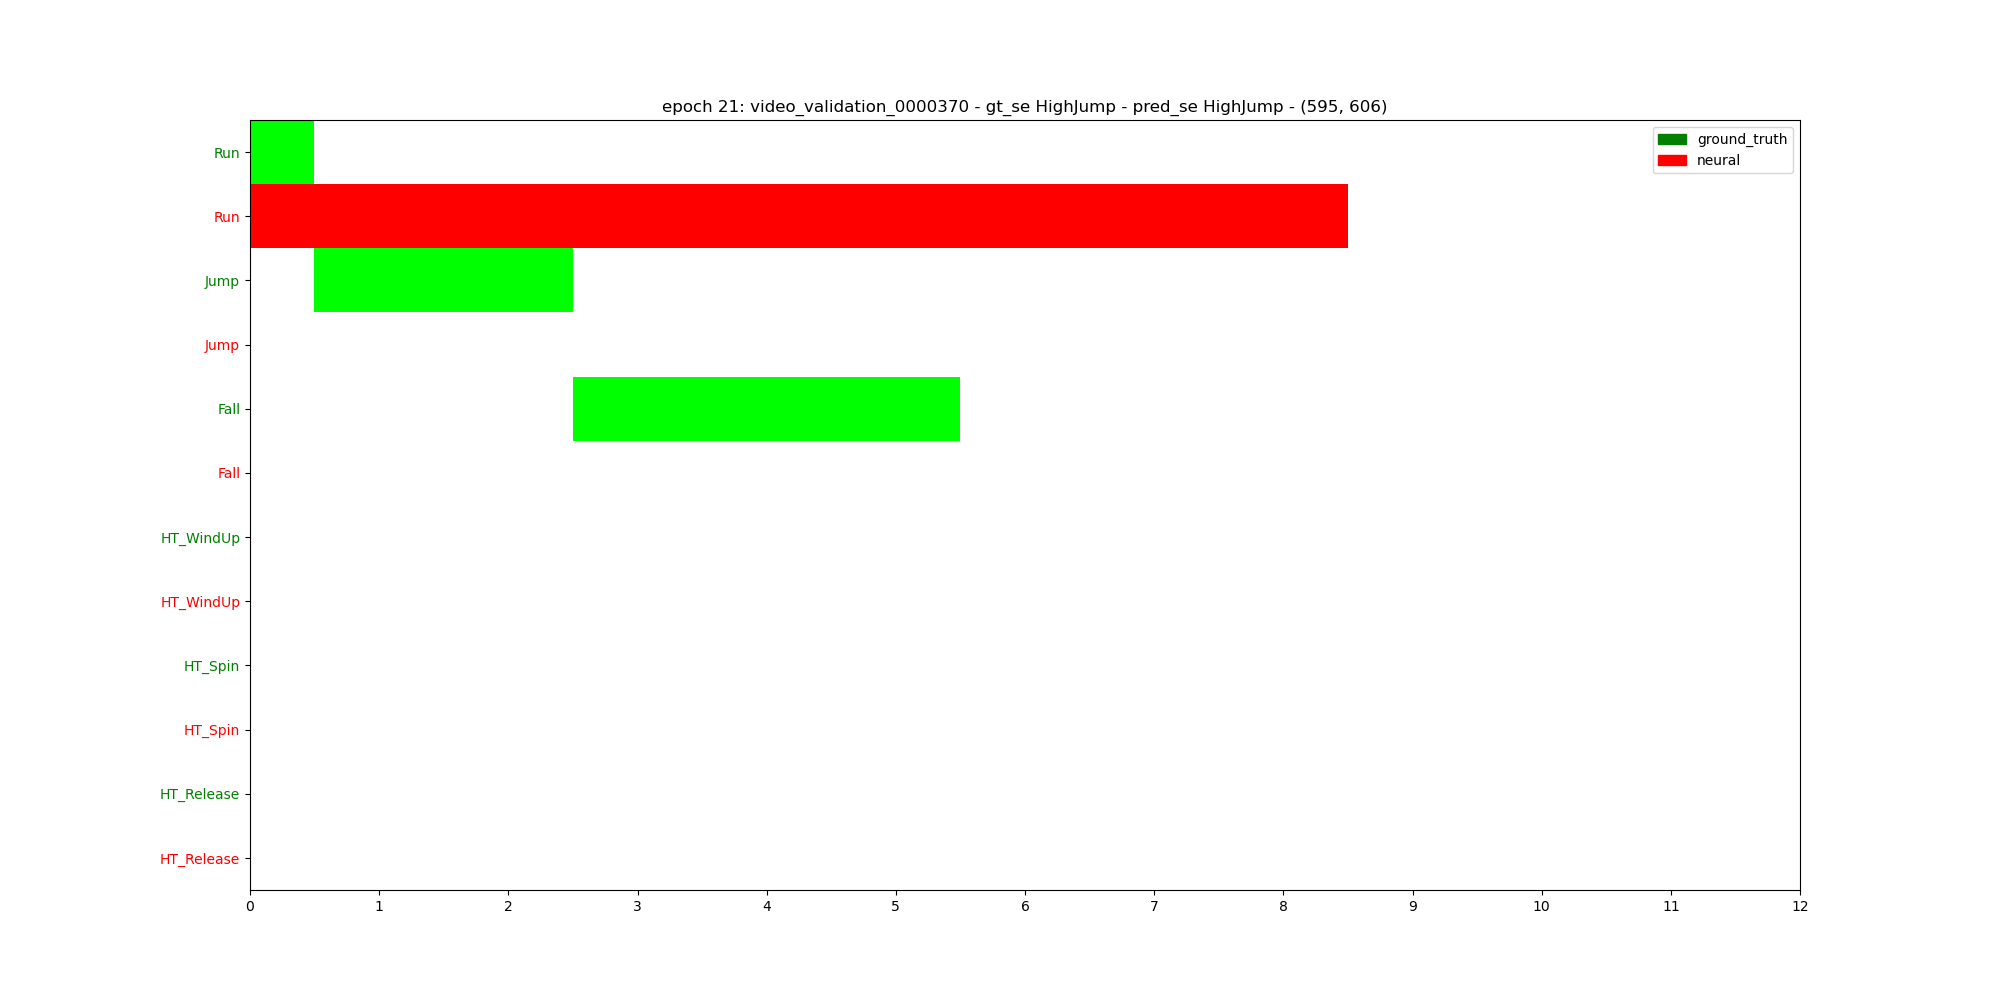 epoch 21: video_validation_0000370 - gt_se HighJump - pred_se HighJump - (595, 606)
ground_truth
neural
Run
Run
Jump
Jump
Fall
Fall
HT_WindUp
HT_WindUp
HT_Spin
HT_Spin
HT_Release
HT_Release
0 1 2 3 4 5 6 7 8 9 10 11 12